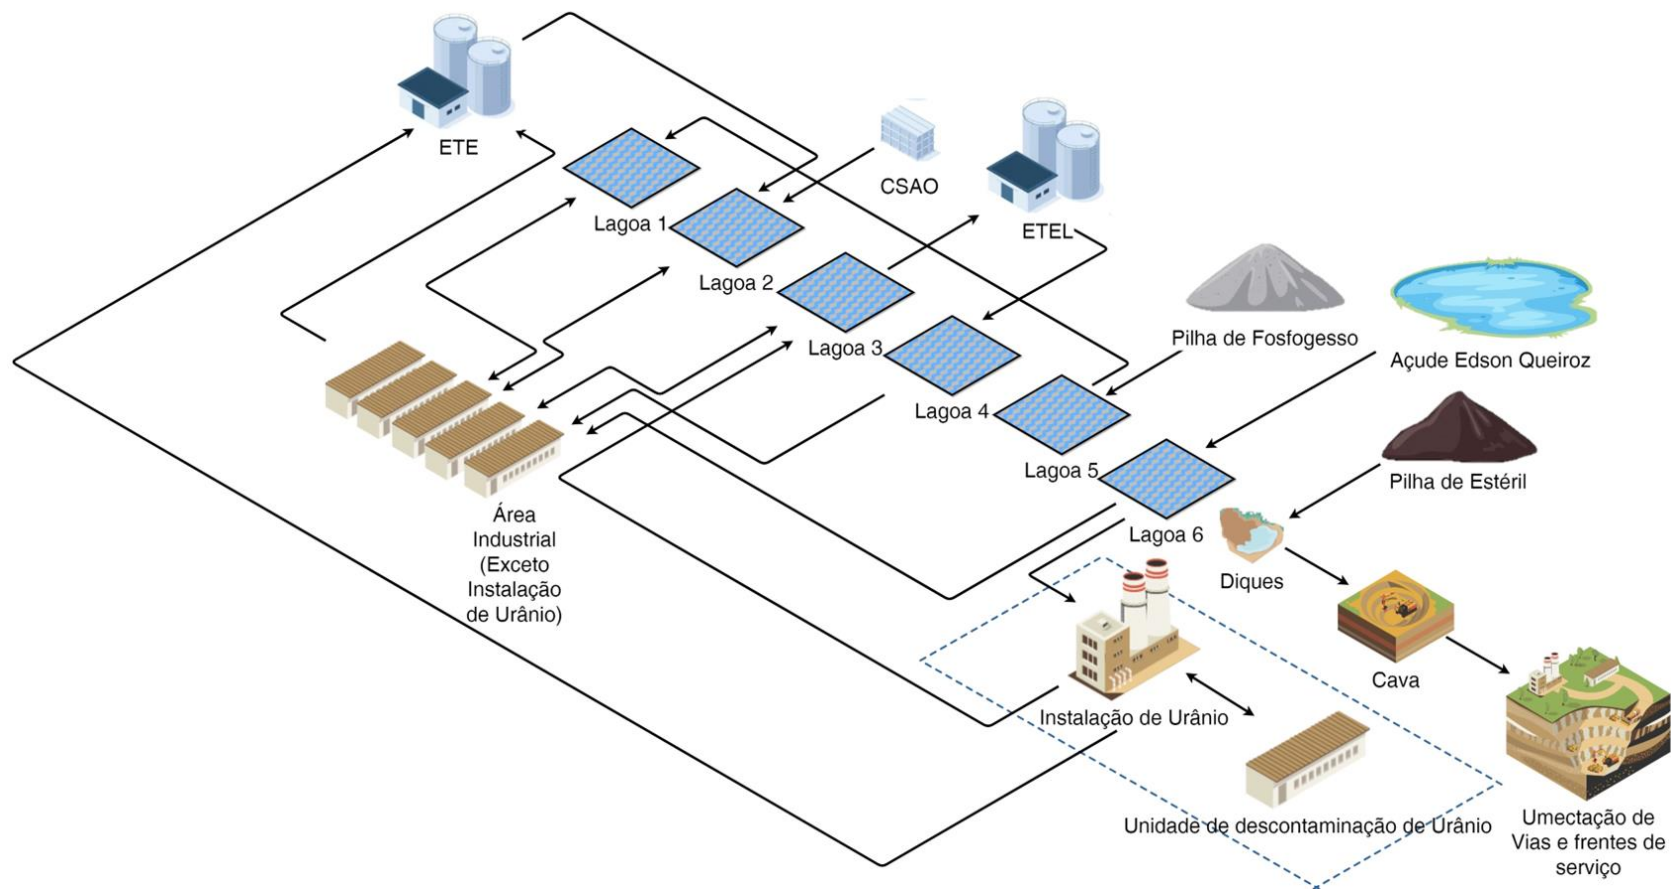 ETE
CSAO
ETEL
Lagoa 1
Lagoa 2
Lagoa 3
Lagoa 4
Lagoa 5
Lagoa 6
Pilha de Fosfogesso
Açude Edson Queiroz
Pilha de Estéril
Diques
Cava
Área
Industrial
(Exceto
Instalação
de Urânio)
Instalação de Urânio
Unidade de descontaminação de Urânio
Umectação de
Vias e frentes de
serviço